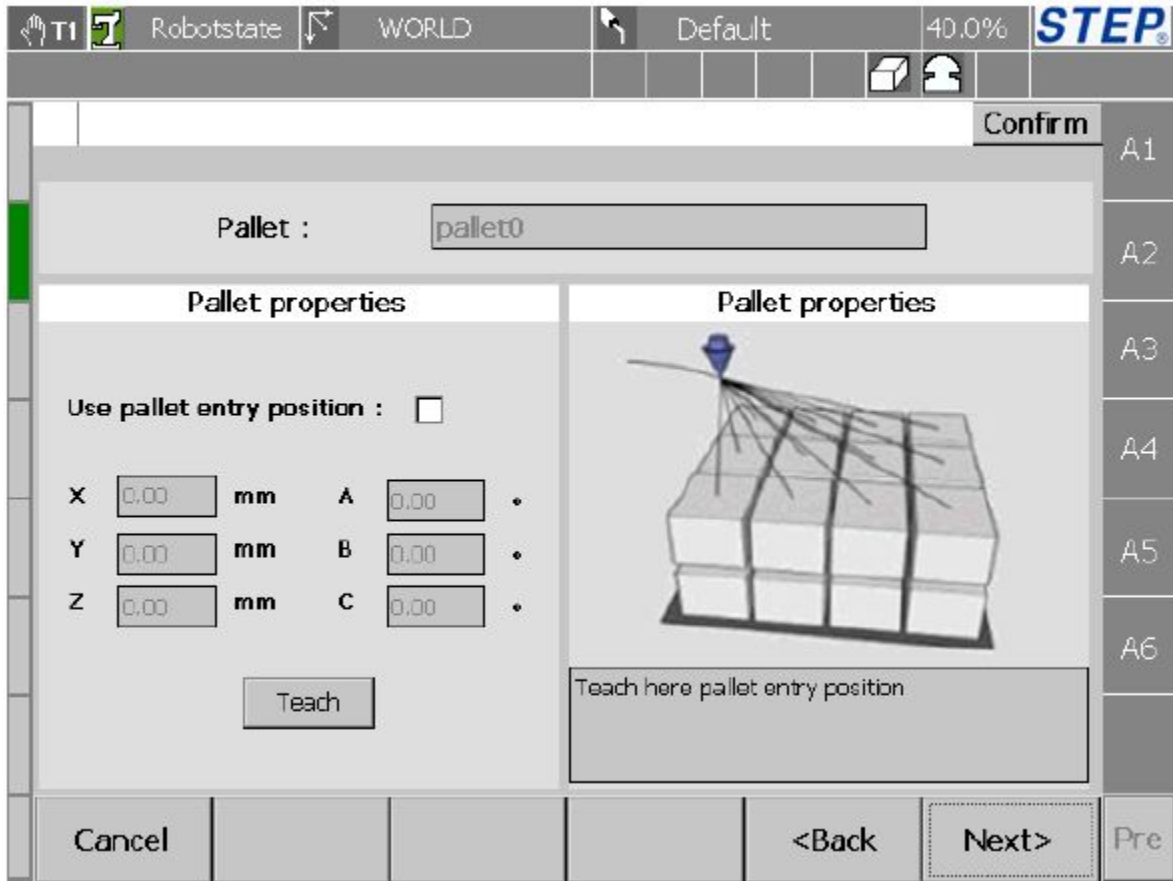 T1 Robotstate WORLD Default 40.0% STEP®
Confirm
A1
Pallet : pallet0
A2
Pallet properties Pallet properties
A3
Use pallet entry position :
A4
X 0.00 mm A 0.00 °
Y 0.00 mm B 0.00 °
A5
Z 0.00 mm C 0.00 °
A6
Teach
Teach here pallet entry position
Cancel <Back Next> Pre